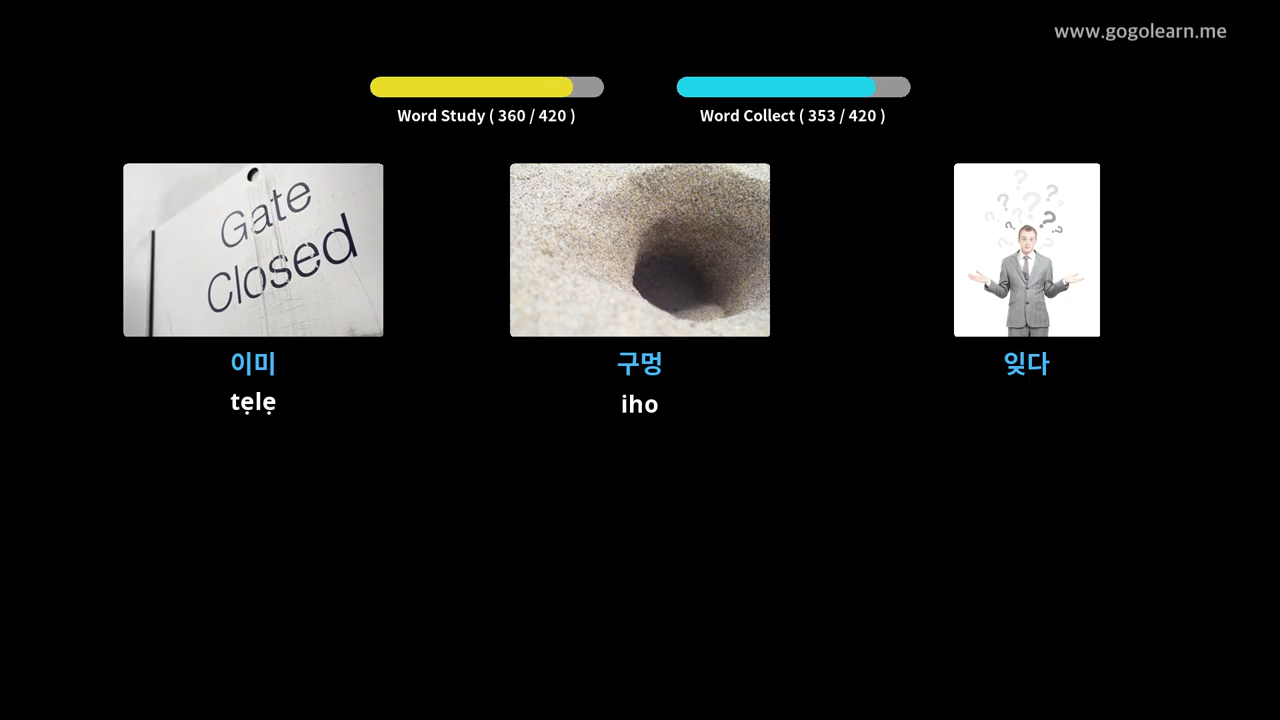 www.gogolearn.me
Word Study ( 360 / 420 )
Word Collect ( 353 / 420 )
Gate
Closed
이미
tẹlẹ
구멍
iho
잊다